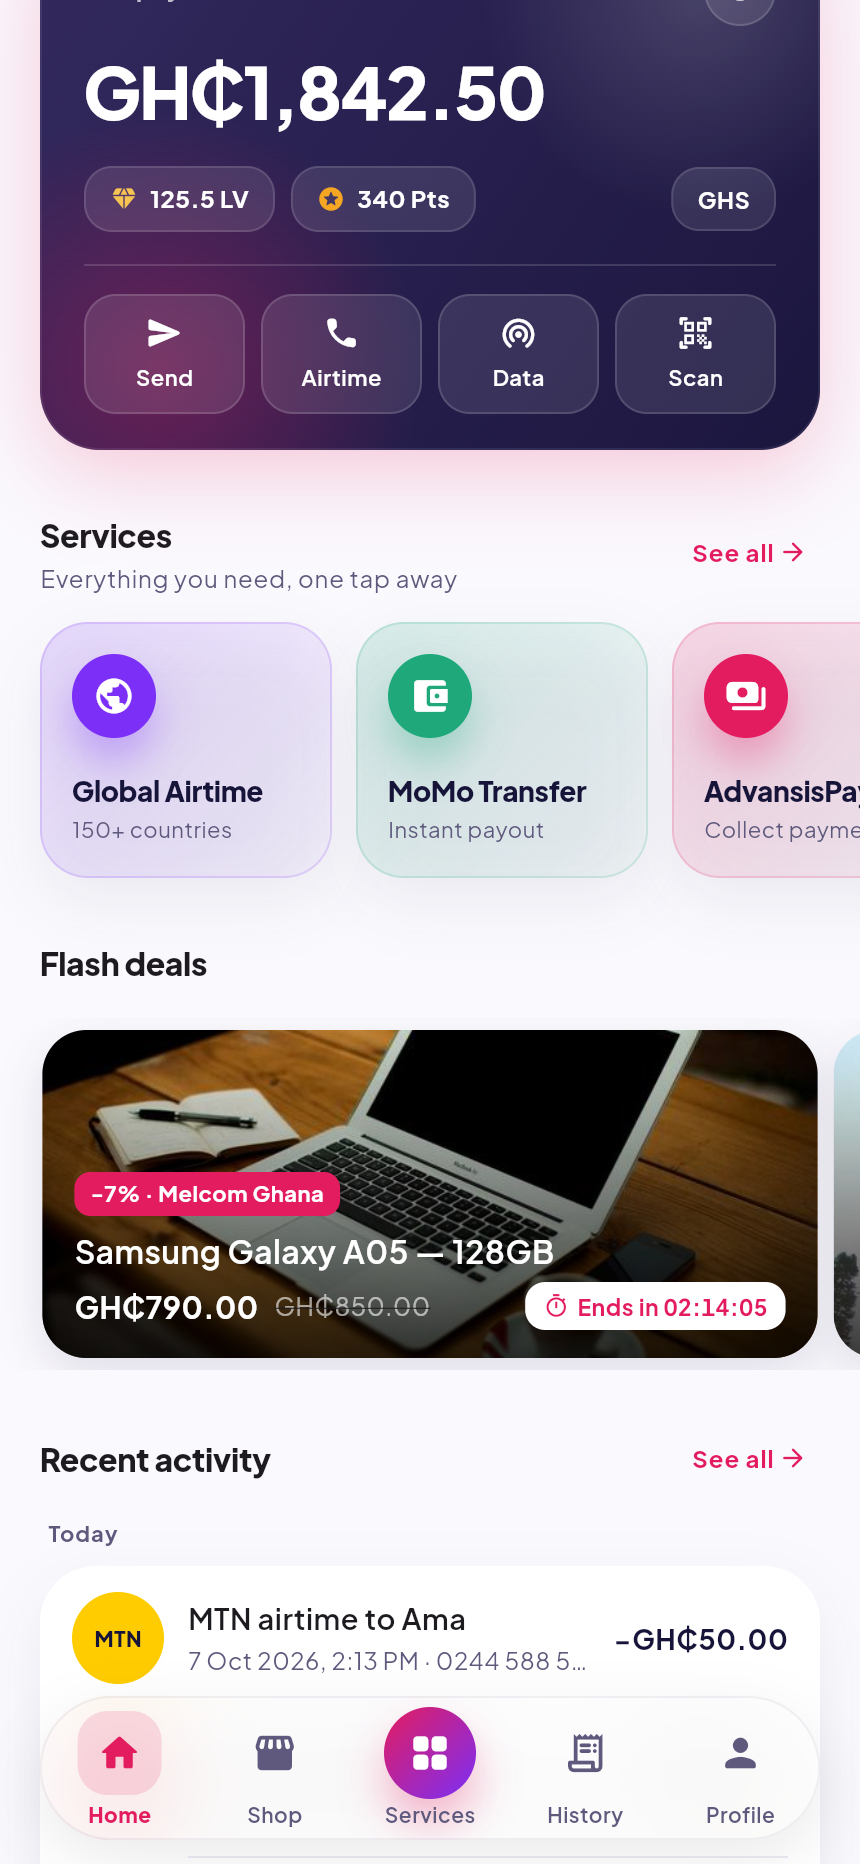 GH₵1,842.50
125.5 LV
340 Pts
GHS
Send
Airtime
Data
Scan
Services
Everything you need, one tap away
See all
Global Airtime
150+ countries
MoMo Transfer
Instant payout
AdvansisPay
Collect payme
Flash deals
-7% · Melcom Ghana
Samsung Galaxy A05 — 128GB
GH₵790.00 GH₵850.00
Ends in 02:14:05
Recent activity
See all
Today
MTN
MTN airtime to Ama
7 Oct 2026, 2:13 PM · 0244 588 5…
-GH₵50.00
Home
Shop
Services
History
Profile